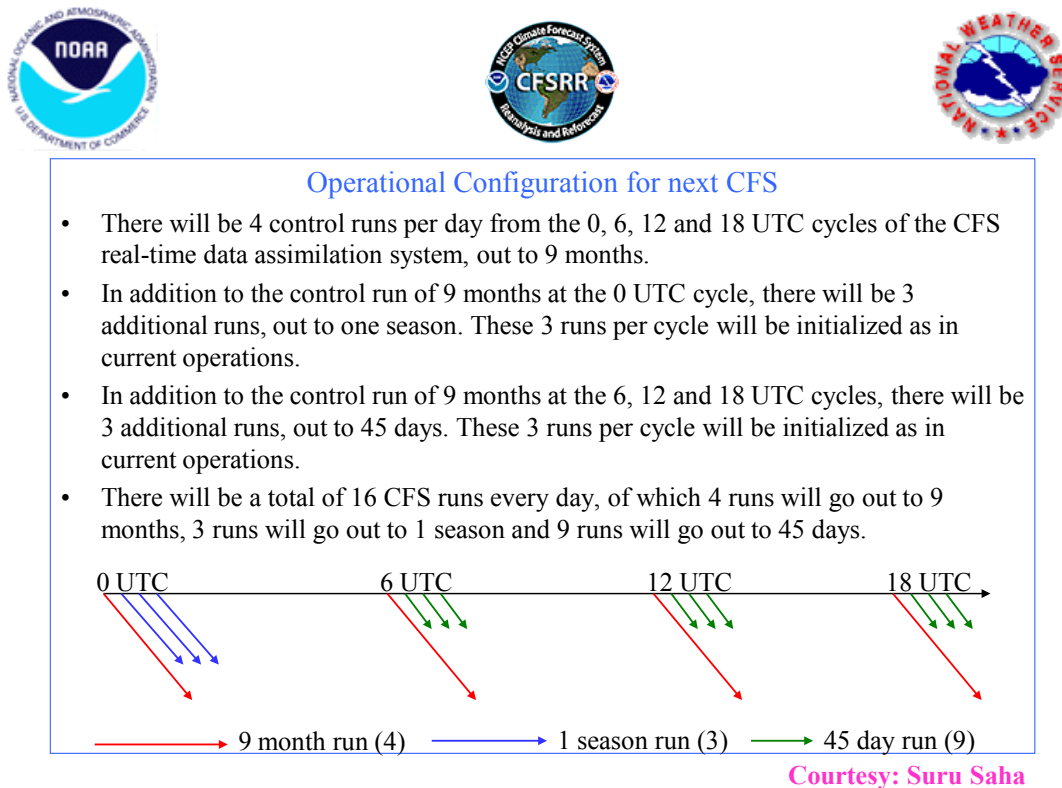 NATIONAL OCEANIC AND ATMOSPHERIC ADMINISTRATION
U.S. DEPARTMENT OF COMMERCE
NOAA
NCEP Climate Forecast System
CFSRR
Reanalysis and Reforecast
NATIONAL WEATHER SERVICE
Operational Configuration for next CFS
• There will be 4 control runs per day from the 0, 6, 12 and 18 UTC cycles of the CFS
real-time data assimilation system, out to 9 months.
• In addition to the control run of 9 months at the 0 UTC cycle, there will be 3
additional runs, out to one season. These 3 runs per cycle will be initialized as in
current operations.
• In addition to the control run of 9 months at the 6, 12 and 18 UTC cycles, there will be
3 additional runs, out to 45 days. These 3 runs per cycle will be initialized as in
current operations.
• There will be a total of 16 CFS runs every day, of which 4 runs will go out to 9
months, 3 runs will go out to 1 season and 9 runs will go out to 45 days.
0 UTC 6 UTC 12 UTC 18 UTC
9 month run (4) 1 season run (3) 45 day run (9)
Courtesy: Suru Saha